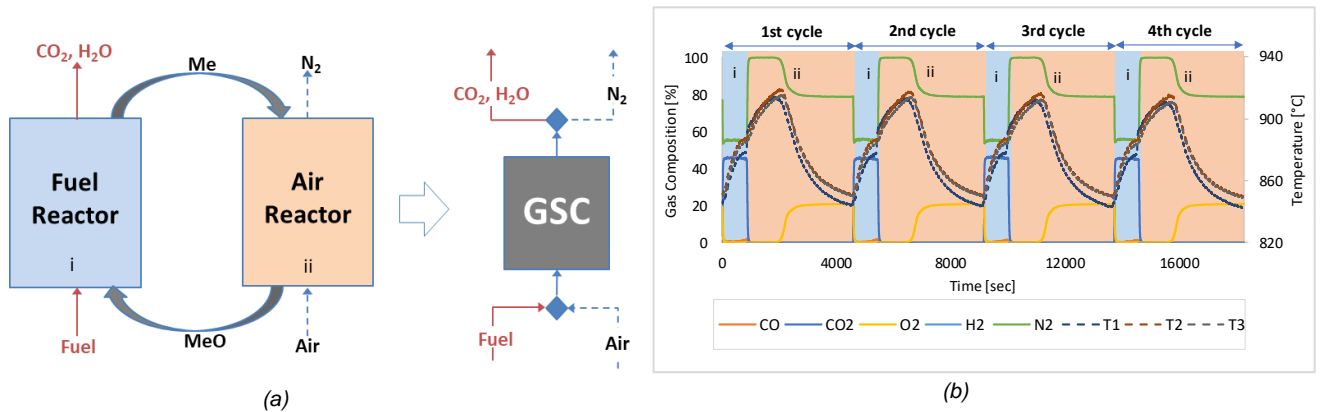 CO2, H2O
Me
N2
Fuel
Reactor
i
Air
Reactor
ii
MeO
Fuel
Air
CO2, H2O
N2
GSC
Fuel
Air
(a)
1st cycle 2nd cycle 3rd cycle 4th cycle
100
80
60
40
20
0
Gas Composition [%]
i ii i ii i ii i ii
940
900
860
820
Temperature [°C]
0 4000 8000 12000 16000
Time [sec]
CO CO2 O2 H2 N2 T1 T2 T3
(b)